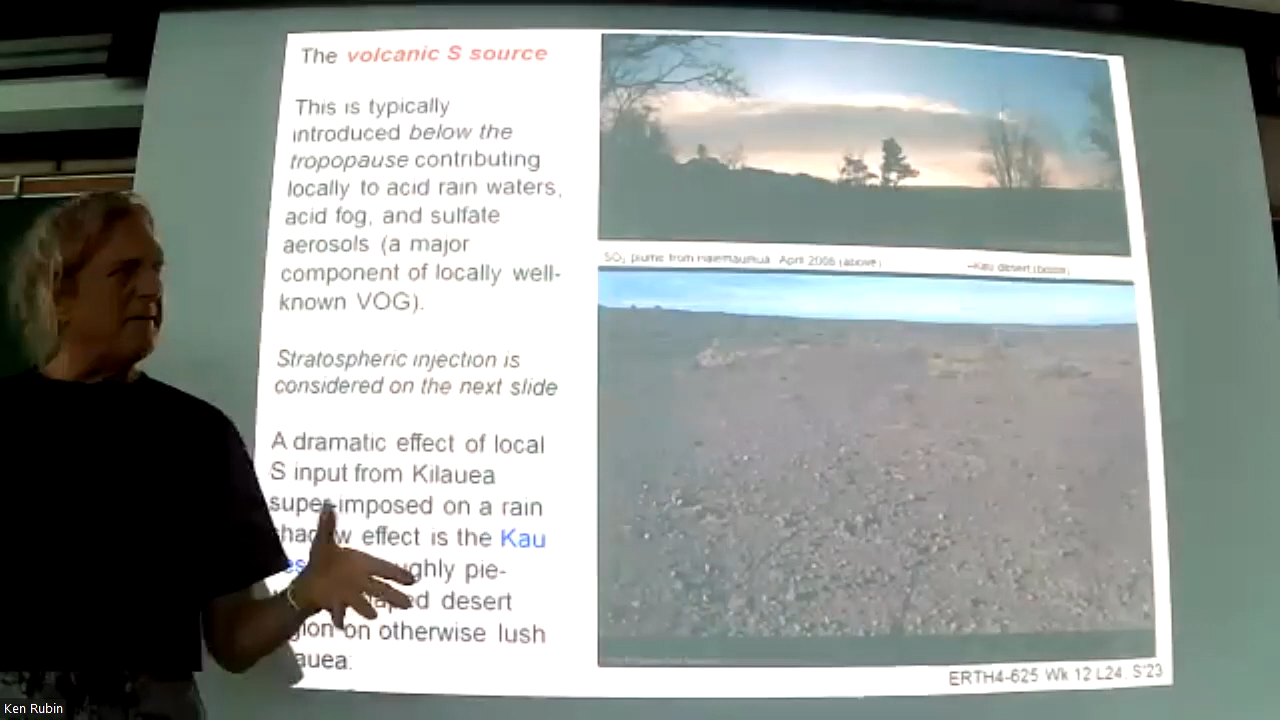 The volcanic S source
This is typically
introduced below the
tropopause contributing
locally to acid rain waters,
acid fog, and sulfate
aerosols (a major
component of locally well-
known VOG).
Stratospheric injection is
considered on the next slide
A dramatic effect of local
S input from Kilauea
super-imposed on a rain
effect is the Kau
pie-
desert
on otherwise lush
SO2 plume from Halemaumau April 2008 (above)
~Kau desert (below)
ERTH4-625 Wk 12 L24. S'23
Ken Rubin